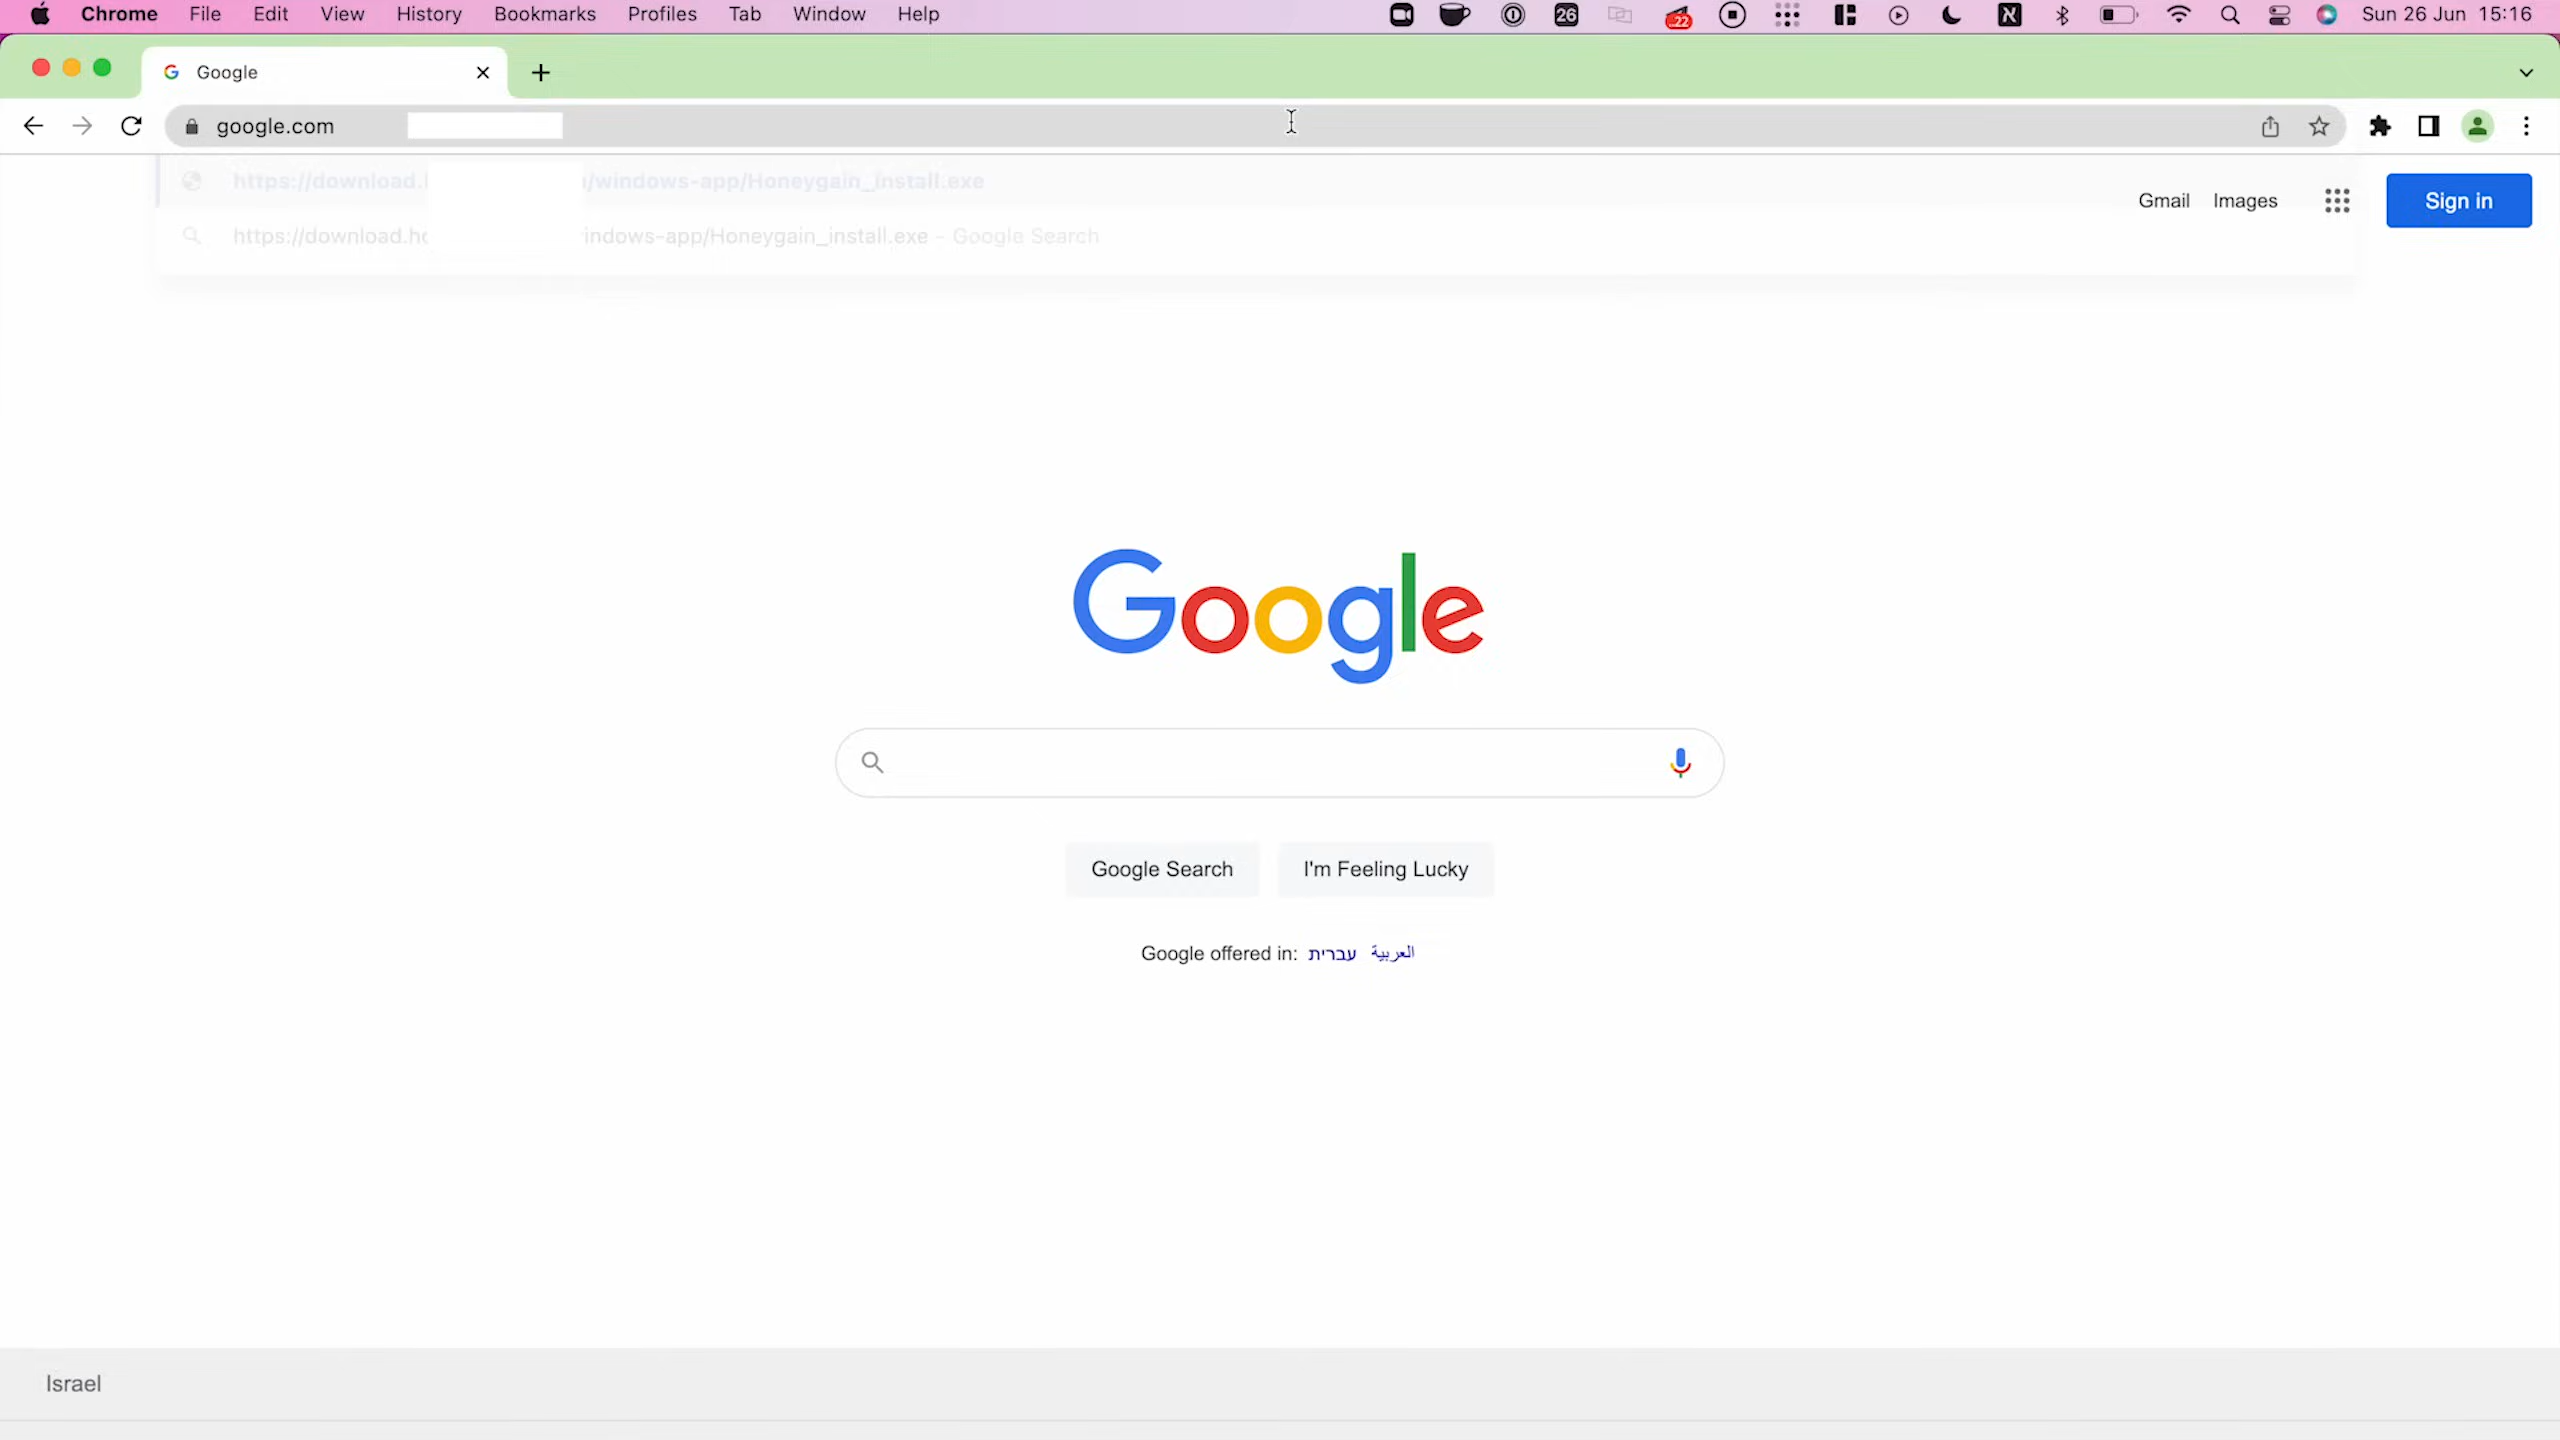 Chrome File Edit View History Bookmarks Profiles Tab Window Help 26 22 Sun 26 Jun 15:16
Google
google.com
https://download. /windows-app/Honeygain_install.exe
Gmail Images Sign in
https://download.h indows-app/Honeygain_install.exe - Google Search
Google
Google Search I'm Feeling Lucky
Google offered in: עברית العربية
Israel